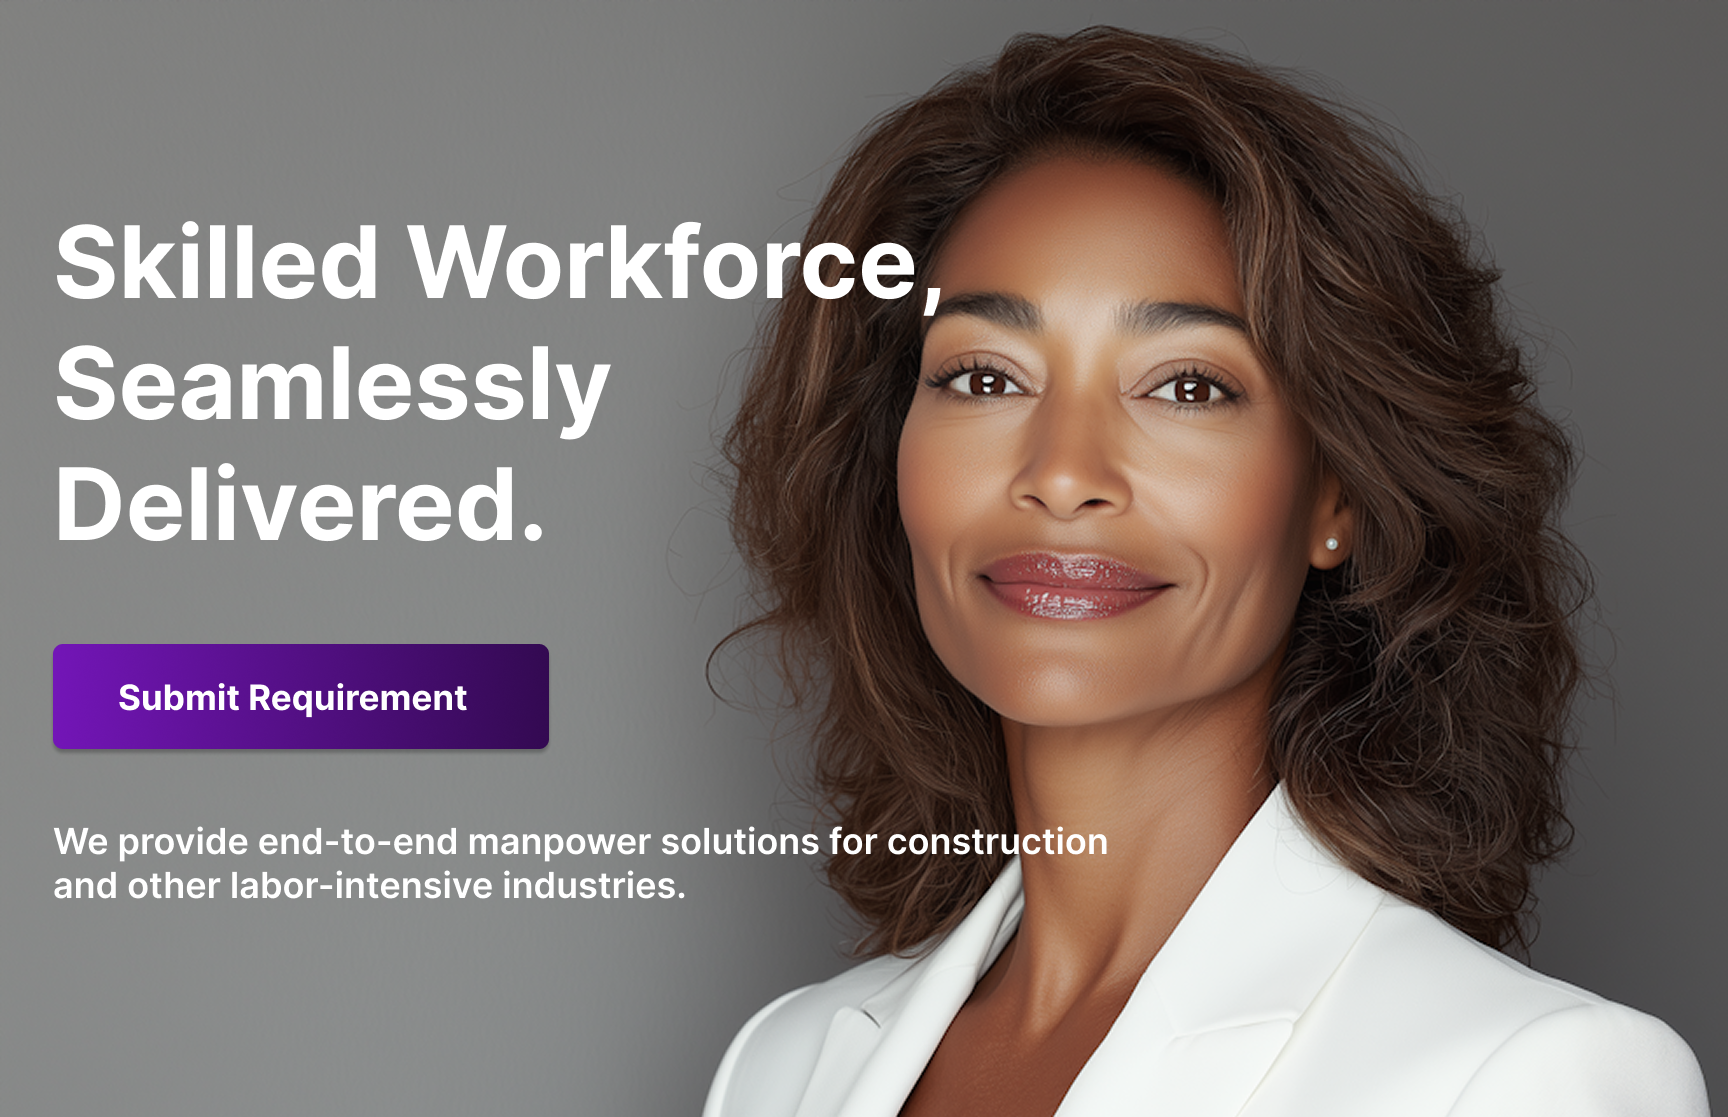 Skilled Workforce,
Seamlessly
Delivered.
Submit Requirement
We provide end-to-end manpower solutions for construction
and other labor-intensive industries.